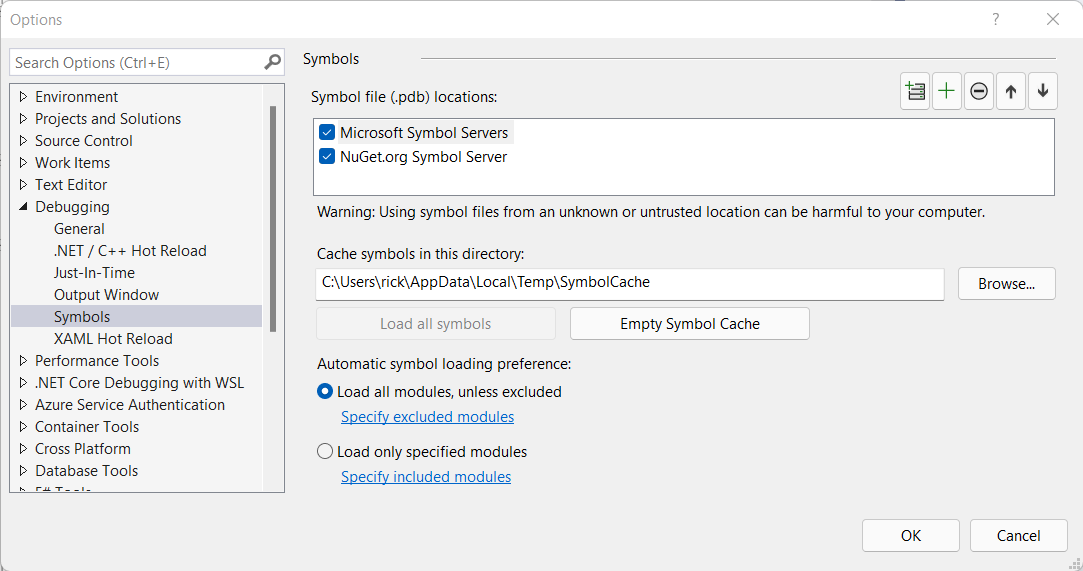 Options
?
Search Options (Ctrl+E)
Environment
Projects and Solutions
Source Control
Work Items
Text Editor
Debugging
General
.NET / C++ Hot Reload
Just-In-Time
Output Window
Symbols
XAML Hot Reload
Performance Tools
.NET Core Debugging with WSL
Azure Service Authentication
Container Tools
Cross Platform
Database Tools
F# Tools
Symbols
Symbol file (.pdb) locations:
Microsoft Symbol Servers
NuGet.org Symbol Server
Warning: Using symbol files from an unknown or untrusted location can be harmful to your computer.
Cache symbols in this directory:
C:\Users\rick\AppData\Local\Temp\SymbolCache
Browse...
Load all symbols
Empty Symbol Cache
Automatic symbol loading preference:
Load all modules, unless excluded
Specify excluded modules
Load only specified modules
Specify included modules
OK
Cancel